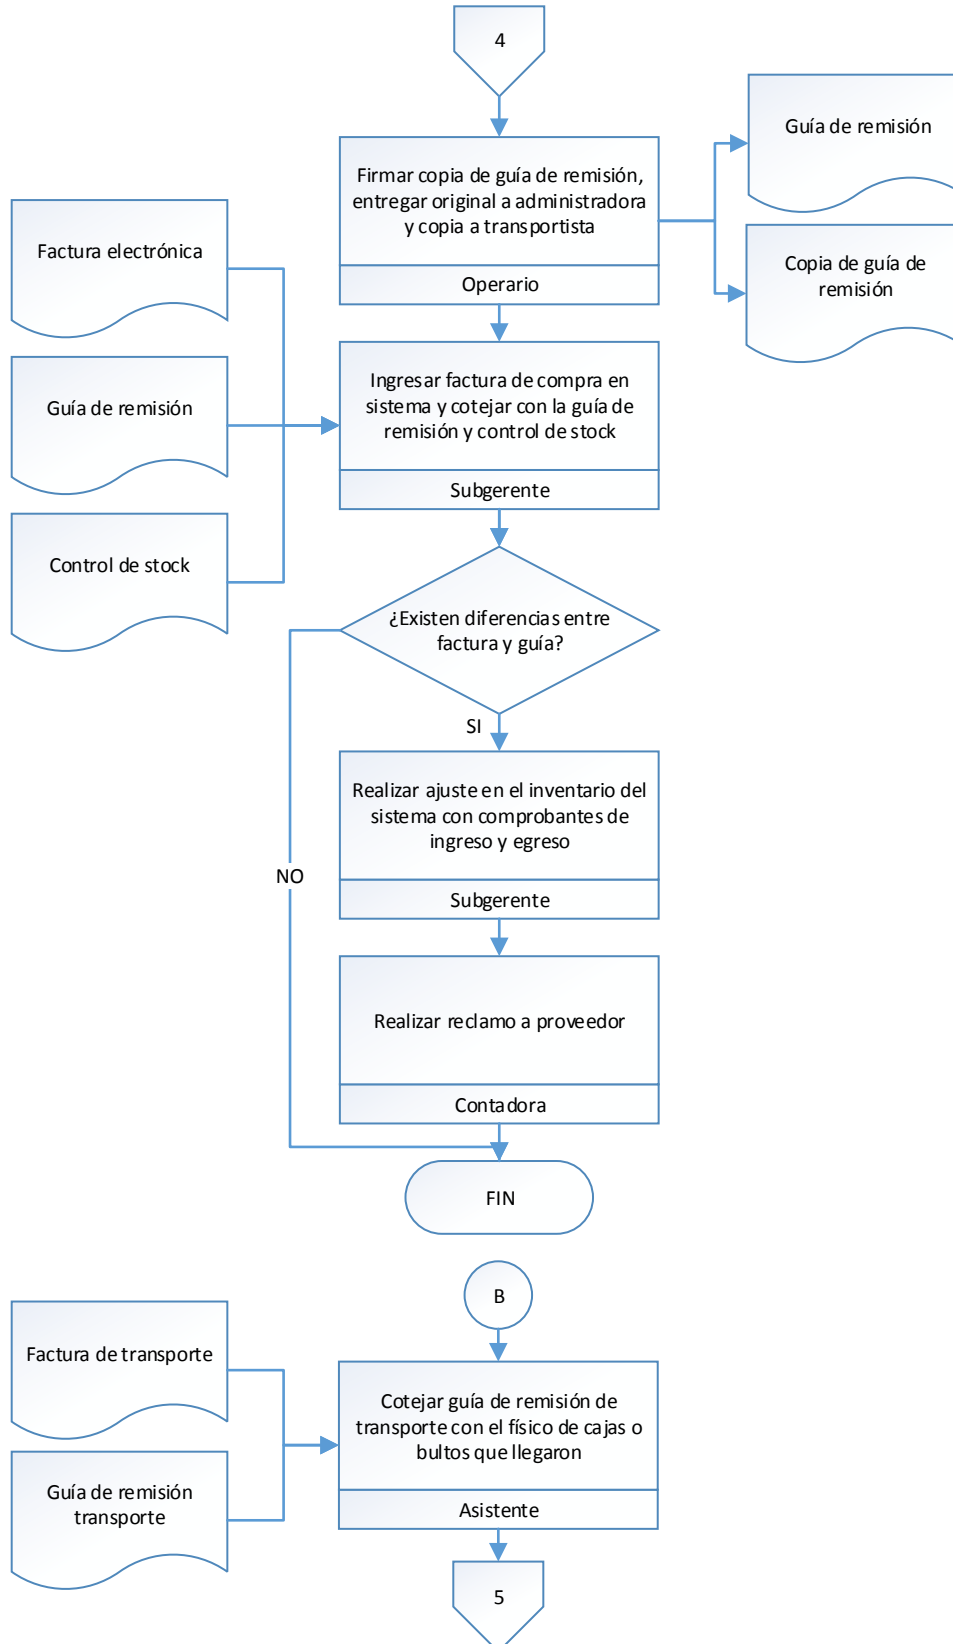 4
Firmar copia de guía de remisión,
entregar original a administradora
y copia a transportista
Operario
Guía de remisión
Copia de guía de
remisión
Factura electrónica
Guía de remisión
Control de stock
Ingresar factura de compra en
sistema y cotejar con la guía de
remisión y control de stock
Subgerente
¿Existen diferencias entre
factura y guía?
SI
NO
Realizar ajuste en el inventario del
sistema con comprobantes de
ingreso y egreso
Subgerente
Realizar reclamo a proveedor
Contadora
FIN
B
Factura de transporte
Guía de remisión
transporte
Cotejar guía de remisión de
transporte con el físico de cajas o
bultos que llegaron
Asistente
5